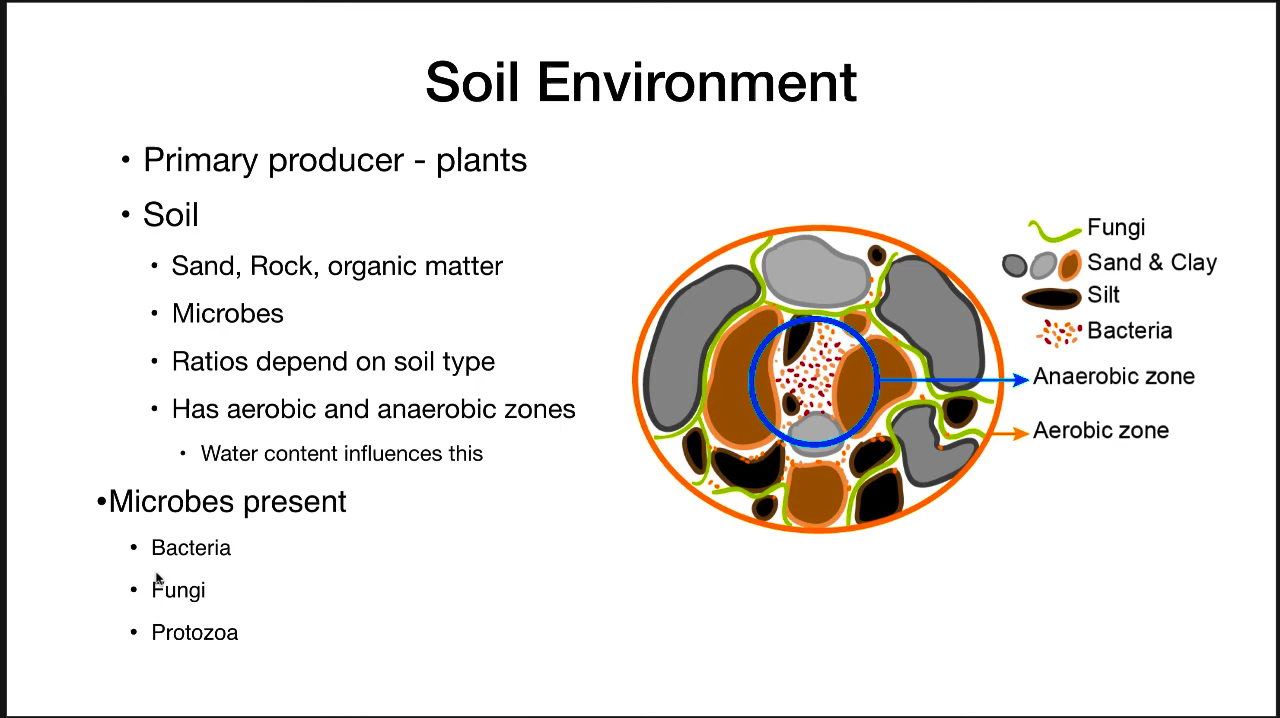 Soil Environment
• Primary producer - plants
• Soil
• Sand, Rock, organic matter
• Microbes
• Ratios depend on soil type
• Has aerobic and anaerobic zones
• Water content influences this
•Microbes present
• Bacteria
• Fungi
• Protozoa
Fungi
Sand & Clay
Silt
Bacteria
Anaerobic zone
Aerobic zone